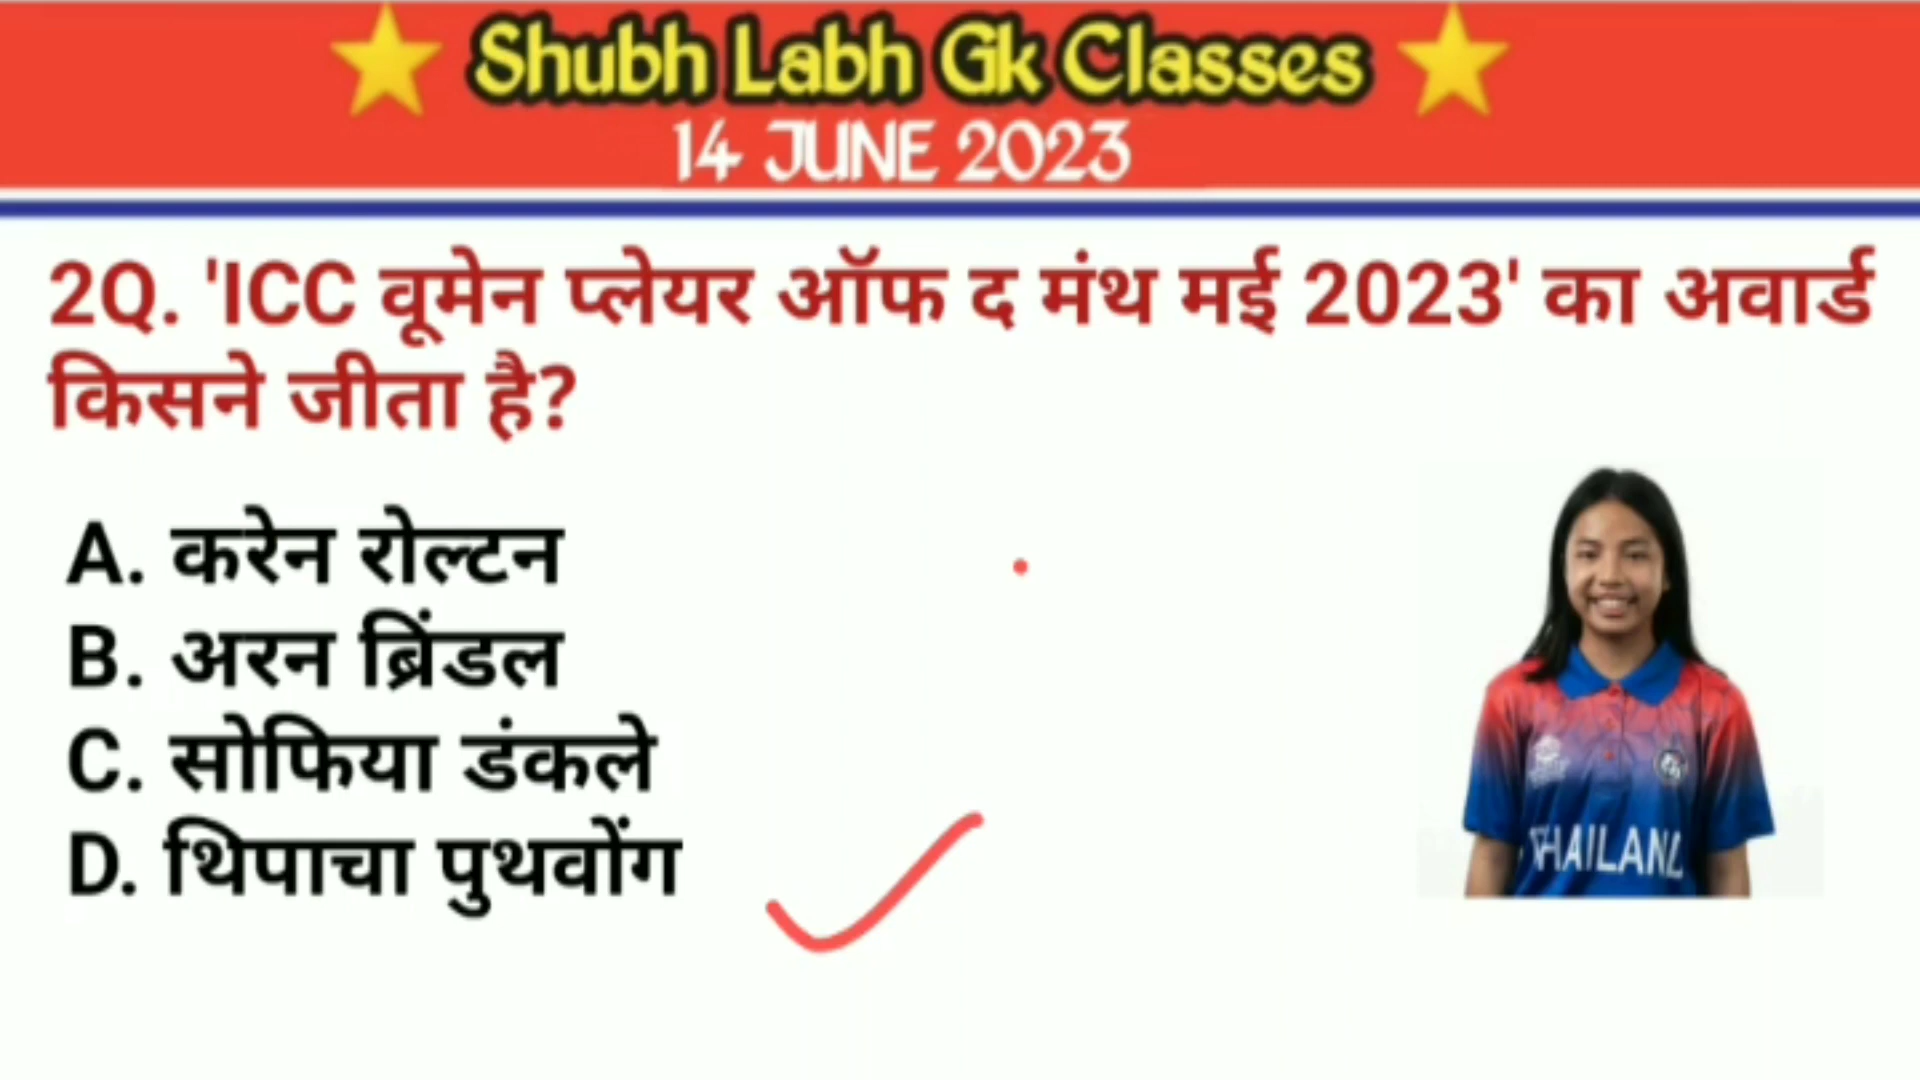 Shubh Labh Gk Classes
14 JUNE 2023
2Q. 'ICC वूमेन प्लेयर ऑफ द मंथ मई 2023' का अवार्ड
किसने जीता है?
A. करेन रोल्टन
B. अरन ब्रिंडल
C. सोफिया डंकले
D. थिपाचा पुथवोंग
THAILAND